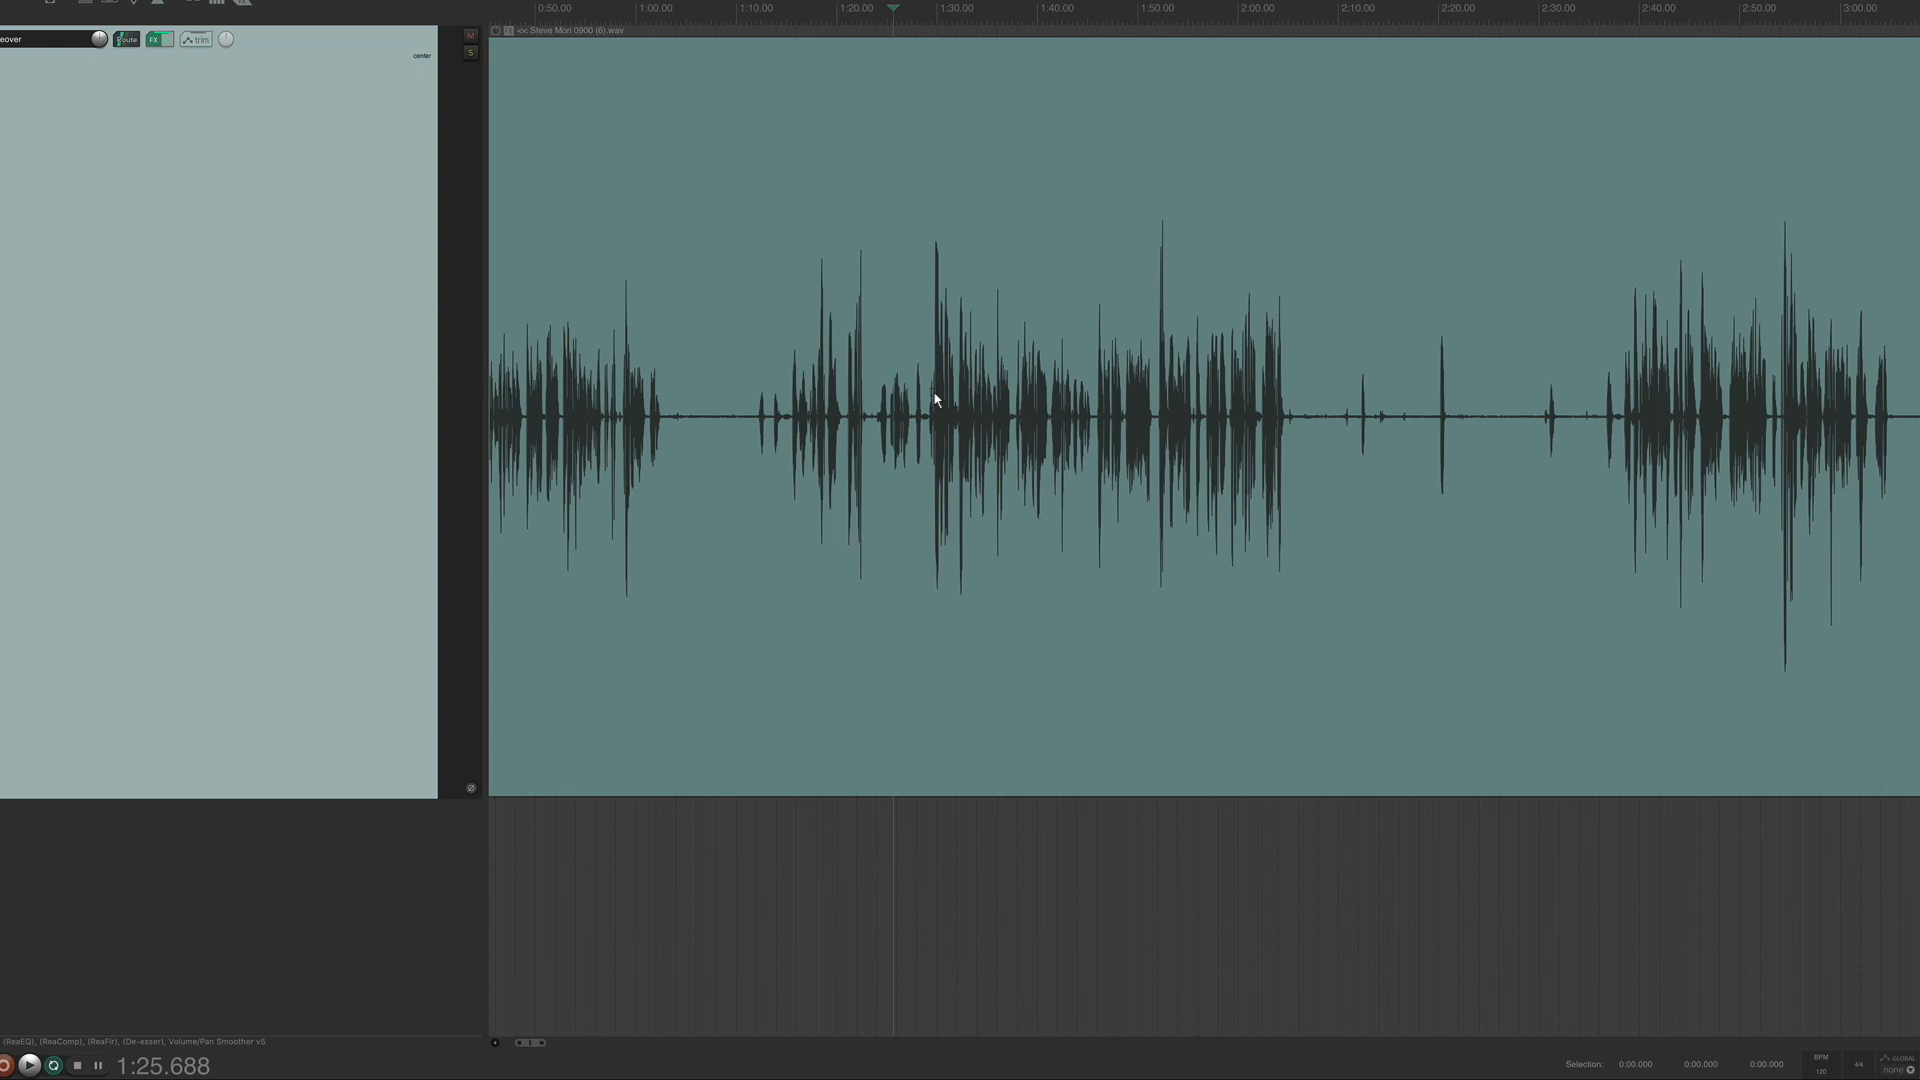 0:50.00 1:00.00 1:10.00 1:20.00 1:30.00 1:40.00 1:50.00 2:00.00 2:10.00 2:20.00 2:30.00 2:40.00 2:50.00 3:00.00
eover Route FX trim M
FX << Steve Mon 0900 (6).wav
center S
(ReaEQ), (ReaComp), (ReaFir), (De-esser), Volume/Pan Smoother v5
1:25.688
Selection: 0:00.000 0:00.000 0:00.000
BPM
120
4/4
GLOBAL
none